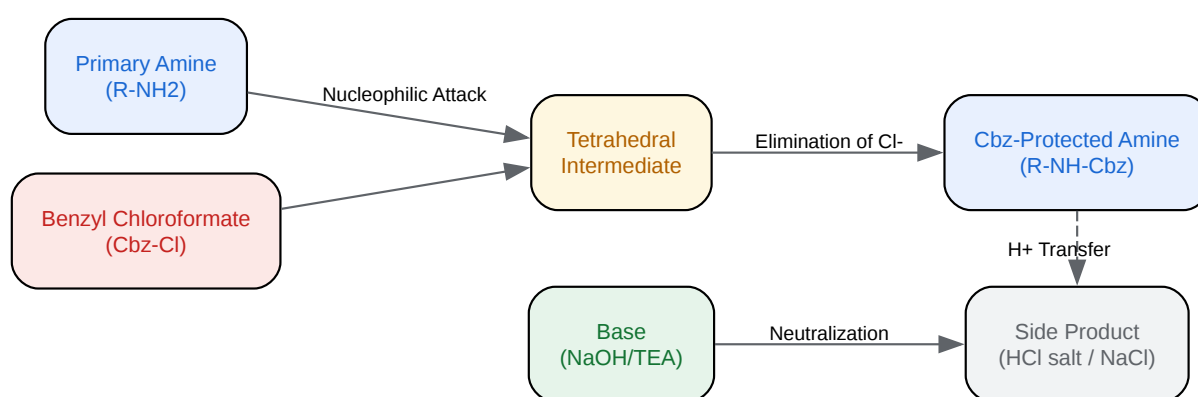 Primary Amine
(R-NH2)
Nucleophilic Attack
Benzyl Chloroformate
(Cbz-Cl)
Tetrahedral
Intermediate
Elimination of Cl-
Cbz-Protected Amine
(R-NH-Cbz)
H+ Transfer
Base
(NaOH/TEA)
Neutralization
Side Product
(HCl salt / NaCl)